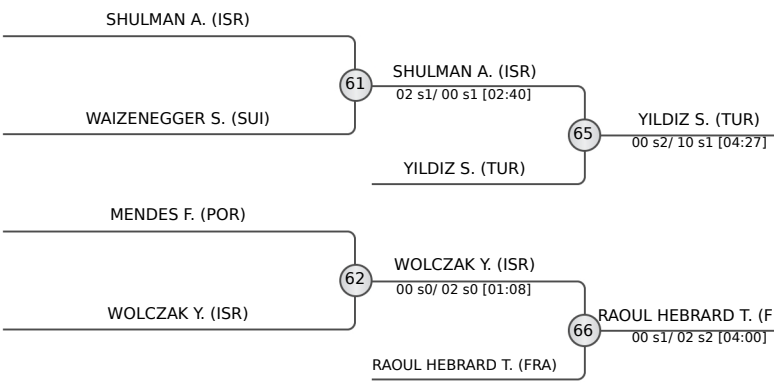 SHULMAN A. (ISR)
61
SHULMAN A. (ISR)
02 s1/ 00 s1 [02:40]
WAIZENEGGER S. (SUI)
65
YILDIZ S. (TUR)
00 s2/ 10 s1 [04:27]
YILDIZ S. (TUR)
MENDES F. (POR)
62
WOLCZAK Y. (ISR)
00 s0/ 02 s0 [01:08]
WOLCZAK Y. (ISR)
66
RAOUL HEBRARD T. (F
00 s1/ 02 s2 [04:00]
RAOUL HEBRARD T. (FRA)